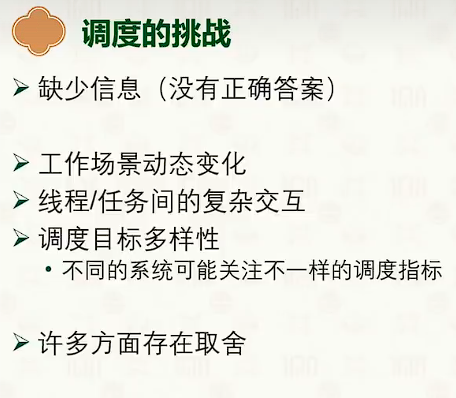 调度的挑战
缺少信息（没有正确答案）
工作场景动态变化
线程/任务间的复杂交互
调度目标多样性
• 不同的系统可能关注不一样的调度指标
许多方面存在取舍